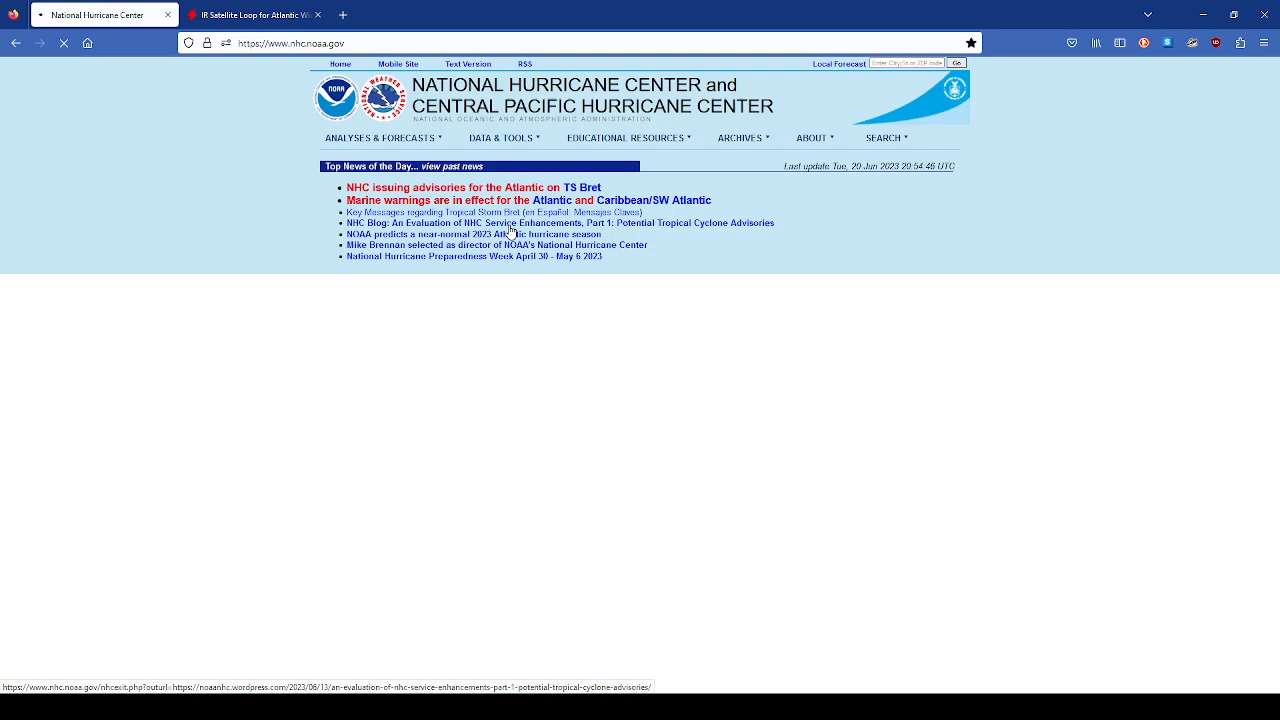 National Hurricane Center
IR Satellite Loop for Atlantic W
https://www.nhc.noaa.gov
Home Mobile Site Text Version RSS Local Forecast Enter City,St or ZIP code Go
NOAA
NATIONAL HURRICANE CENTER and
CENTRAL PACIFIC HURRICANE CENTER
NATIONAL OCEANIC AND ATMOSPHERIC ADMINISTRATION
ANALYSES & FORECASTS DATA & TOOLS EDUCATIONAL RESOURCES ARCHIVES ABOUT SEARCH
Top News of the Day... view past news Last update Tue, 20 Jun 2023 20:54:46 UTC
NHC issuing advisories for the Atlantic on TS Bret
Marine warnings are in effect for the Atlantic and Caribbean/SW Atlantic
Key Messages regarding Tropical Storm Bret (en Español: Mensajes Claves)
NHC Blog: An Evaluation of NHC Service Enhancements, Part 1: Potential Tropical Cyclone Advisories
NOAA predicts a near-normal 2023 Atlantic hurricane season
Mike Brennan selected as director of NOAA's National Hurricane Center
National Hurricane Preparedness Week April 30 - May 6 2023
https://www.nhc.noaa.gov/nhcexit.php?outurl=https://noaanhc.wordpress.com/2023/06/13/an-evaluation-of-nhc-service-enhancements-part-1-potential-tropical-cyclone-advisories/